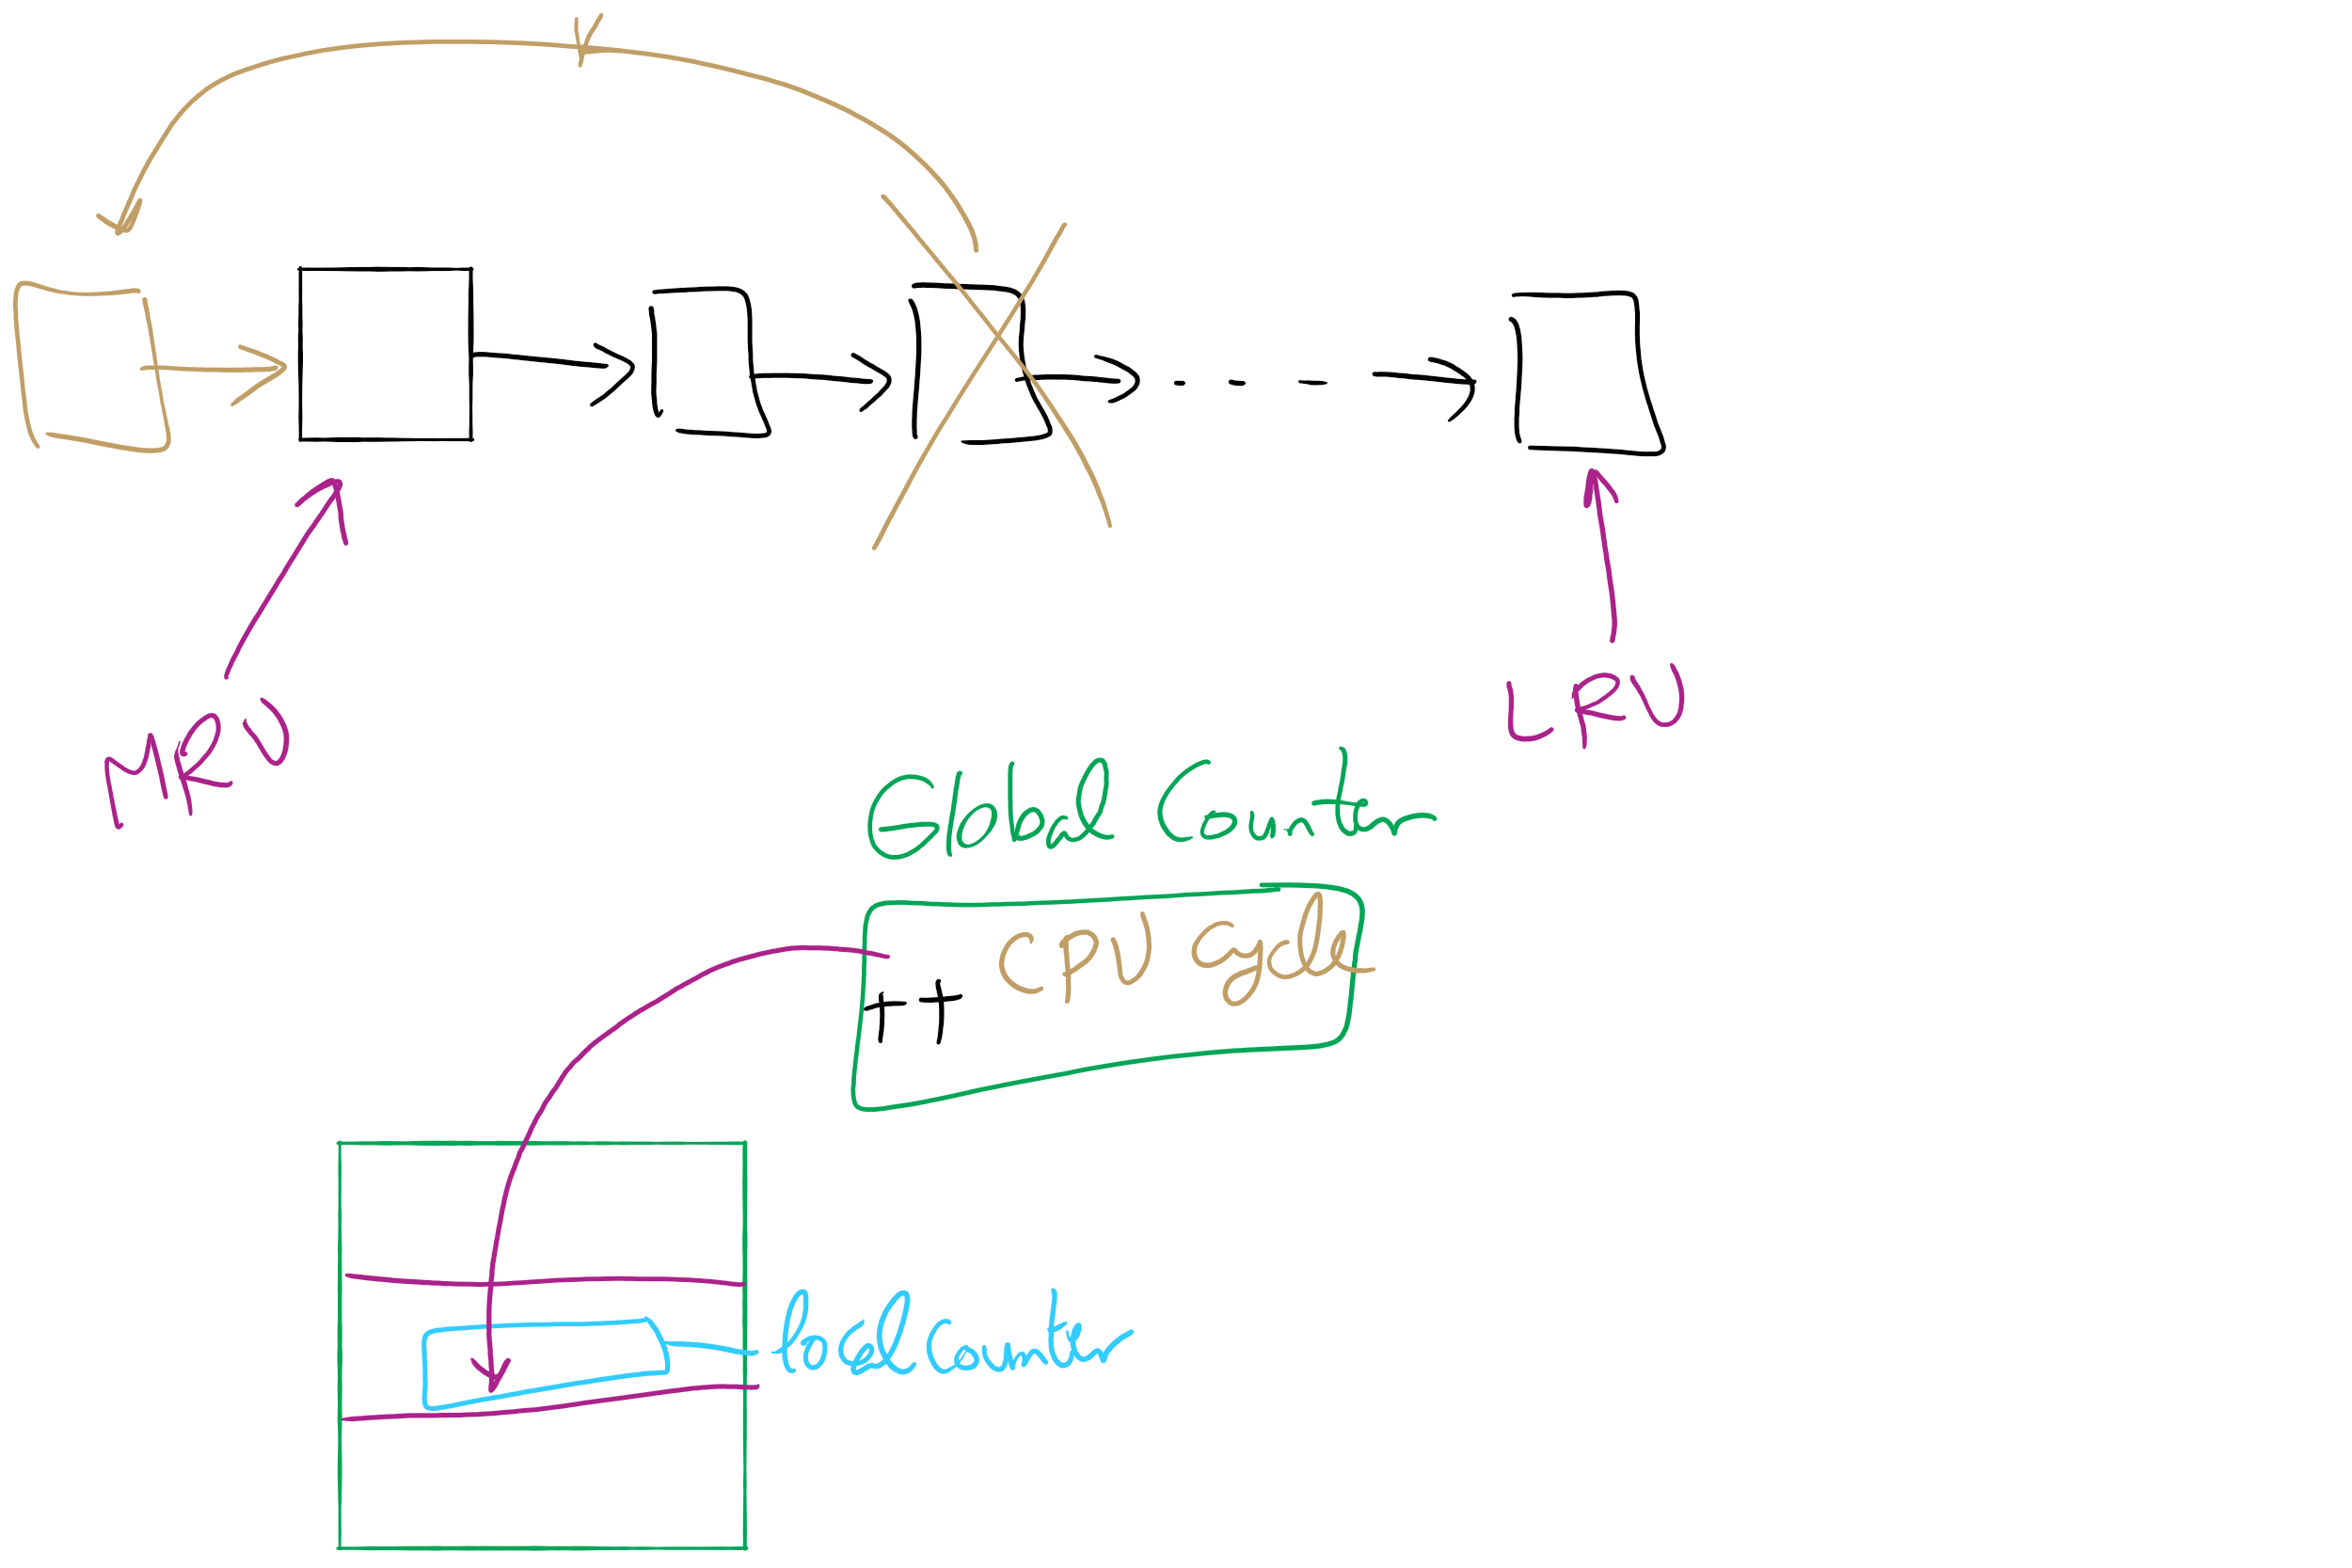 MRU
LRU
Global Counter
CPU Cycle
++
local Counter